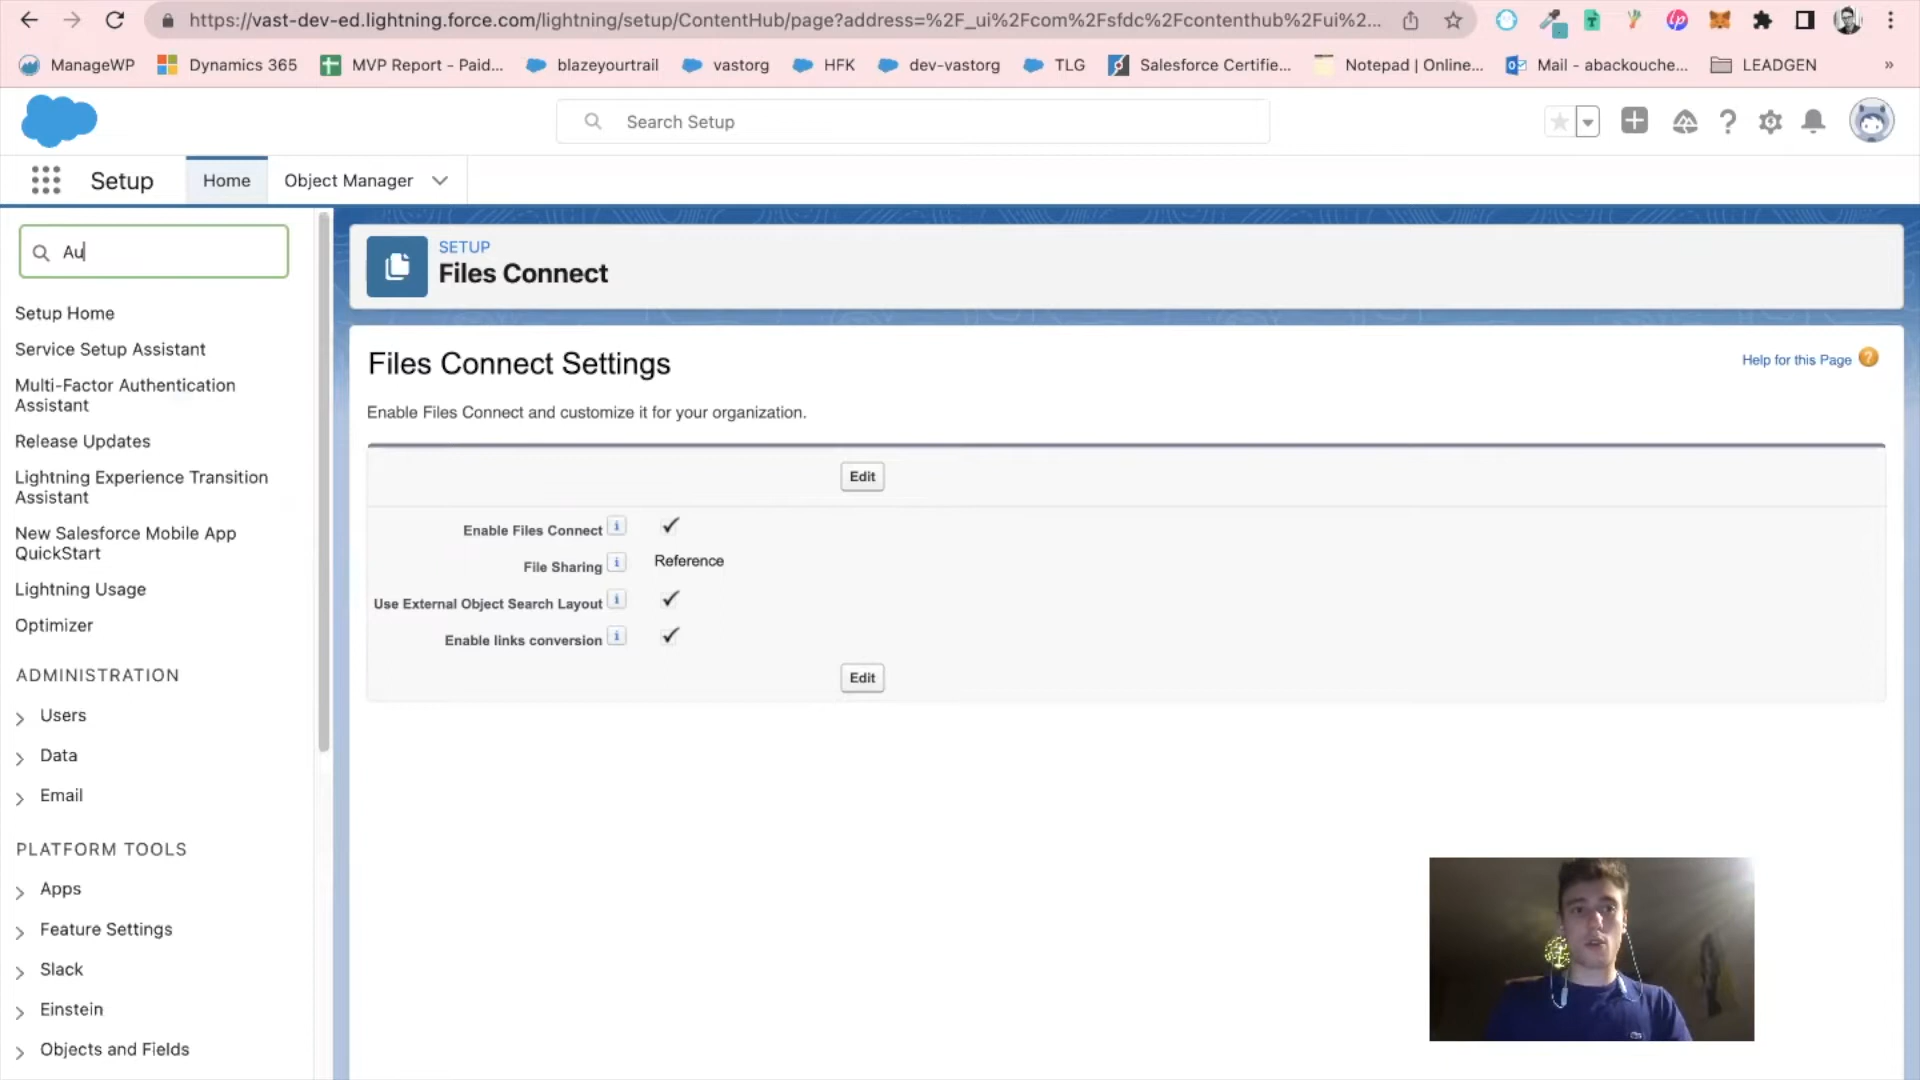 https://vast-dev-ed.lightning.force.com/lightning/setup/ContentHub/page?address=%2F_ui%2Fcom%2Fsfdc%2Fcontenthub%2Fui%2...
ManageWP
Dynamics 365
MVP Report - Paid...
blazeyourtrail
vastorg
HFK
dev-vastorg
TLG
Salesforce Certifie...
Notepad | Online...
Mail - abackouche...
LEADGEN
»
Search Setup
Setup
Home
Object Manager
Au
Setup Home
Service Setup Assistant
Multi-Factor Authentication
Assistant
Release Updates
Lightning Experience Transition
Assistant
New Salesforce Mobile App
QuickStart
Lightning Usage
Optimizer
ADMINISTRATION
Users
Data
Email
PLATFORM TOOLS
Apps
Feature Settings
Slack
Einstein
Objects and Fields
SETUP
Files Connect
Files Connect Settings
Help for this Page ?
Enable Files Connect and customize it for your organization.
Edit
Enable Files Connect i
File Sharing i Reference
Use External Object Search Layout i
Enable links conversion i
Edit